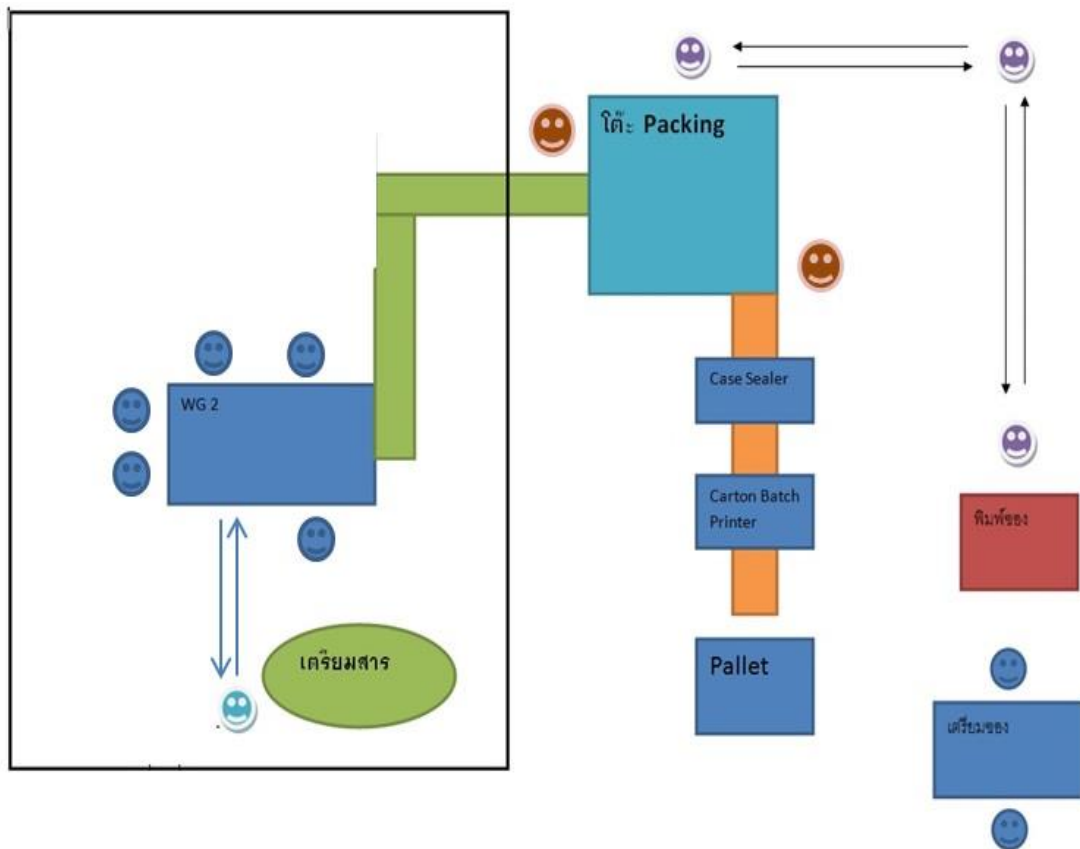 โต๊ะ Packing
WG 2
Case Sealer
Carton Batch
Printer
พิมพ์ซอง
เตรียมสาร
Pallet
เตรียมซอง